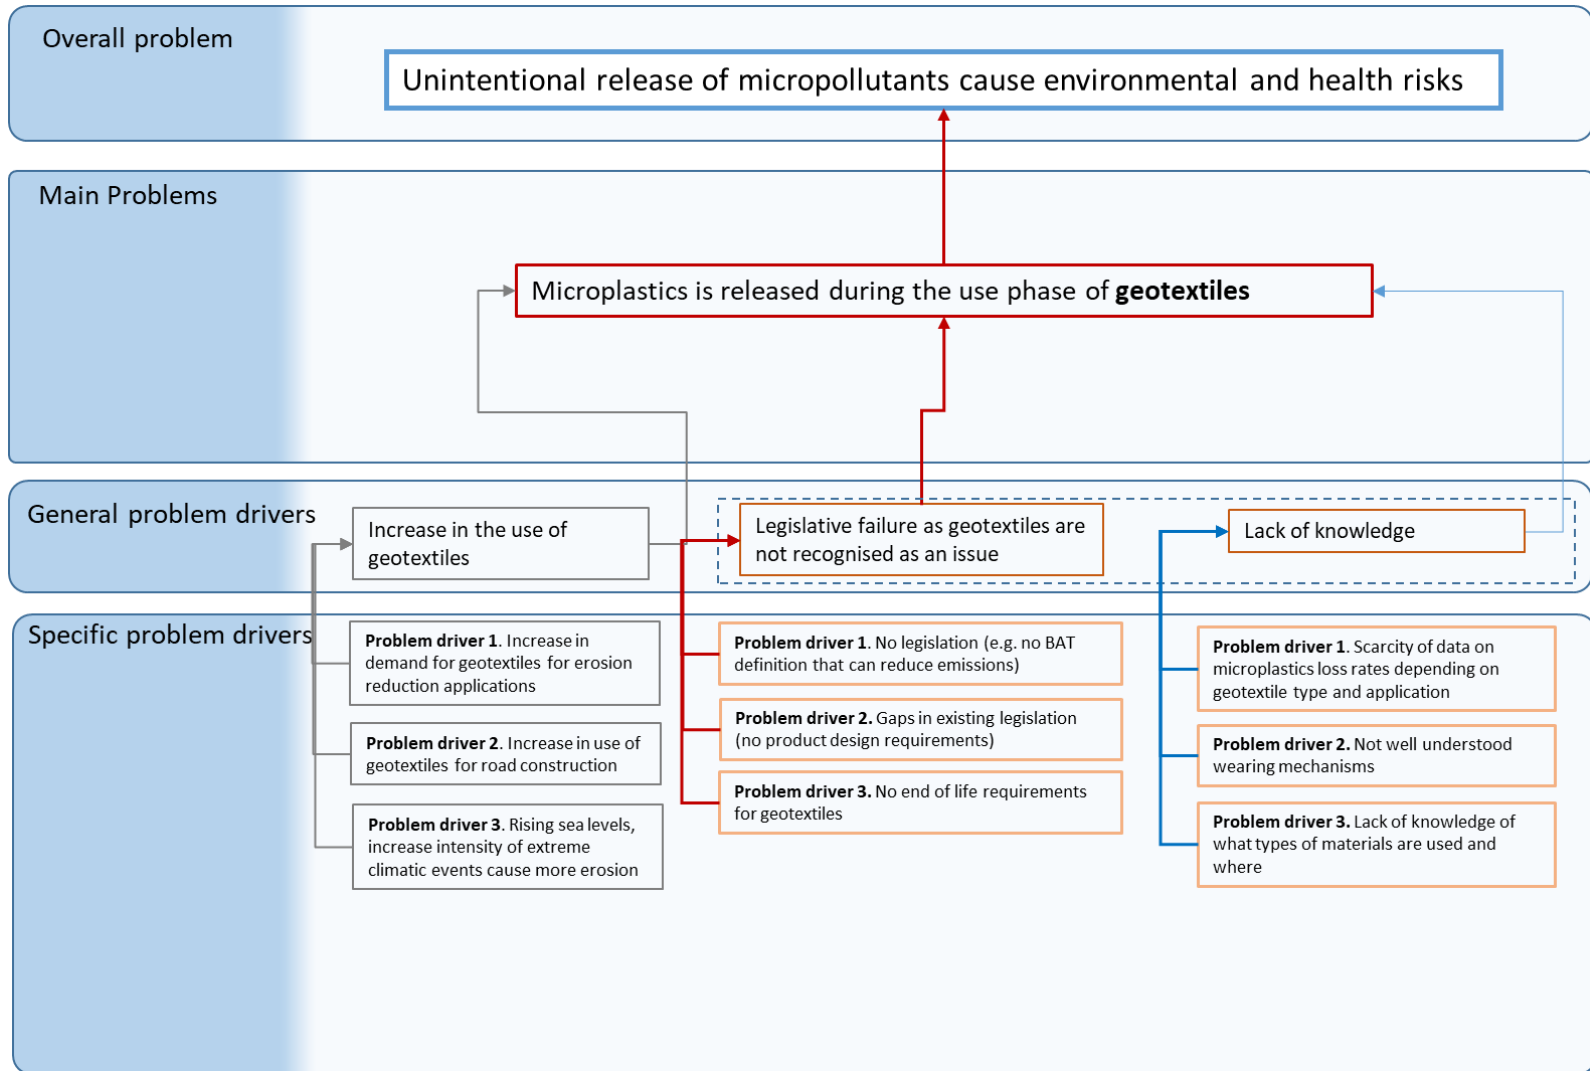 Overall problem
Unintentional release of micropollutants cause environmental and health risks
Main Problems
Microplastics is released during the use phase of geotextiles
General problem drivers
Increase in the use of
geotextiles
Legislative failure as geotextiles are
not recognised as an issue
Lack of knowledge
Specific problem drivers
Problem driver 1. Increase in
demand for geotextiles for erosion
reduction applications
Problem driver 2. Increase in use of
geotextiles for road construction
Problem driver 3. Rising sea levels,
increase intensity of extreme
climatic events cause more erosion
Problem driver 1. No legislation (e.g. no BAT
definition that can reduce emissions)
Problem driver 2. Gaps in existing legislation
(no product design requirements)
Problem driver 3. No end of life requirements
for geotextiles
Problem driver 1. Scarcity of data on
microplastics loss rates depending on
geotextile type and application
Problem driver 2. Not well understood
wearing mechanisms
Problem driver 3. Lack of knowledge of
what types of materials are used and
where